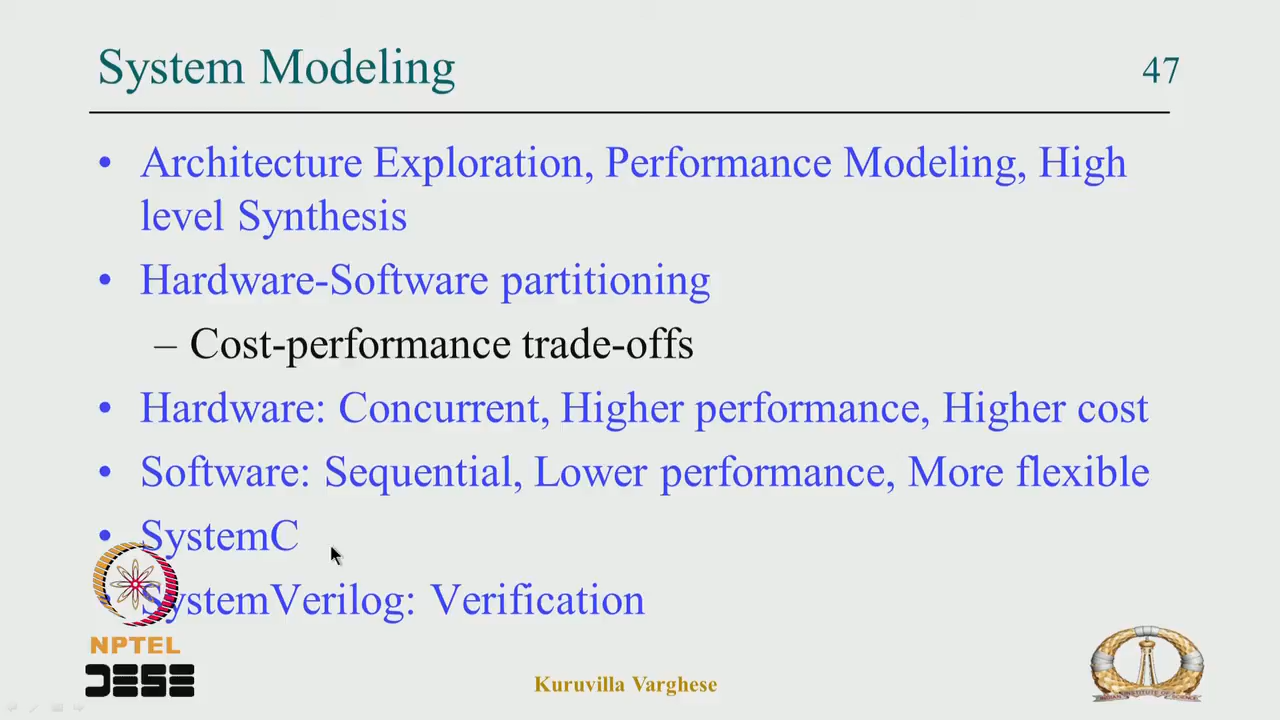 System Modeling 47
• Architecture Exploration, Performance Modeling, High
level Synthesis
• Hardware-Software partitioning
– Cost-performance trade-offs
• Hardware: Concurrent, Higher performance, Higher cost
• Software: Sequential, Lower performance, More flexible
• SystemC
SystemVerilog: Verification
NPTEL
DESE
Kuruvilla Varghese